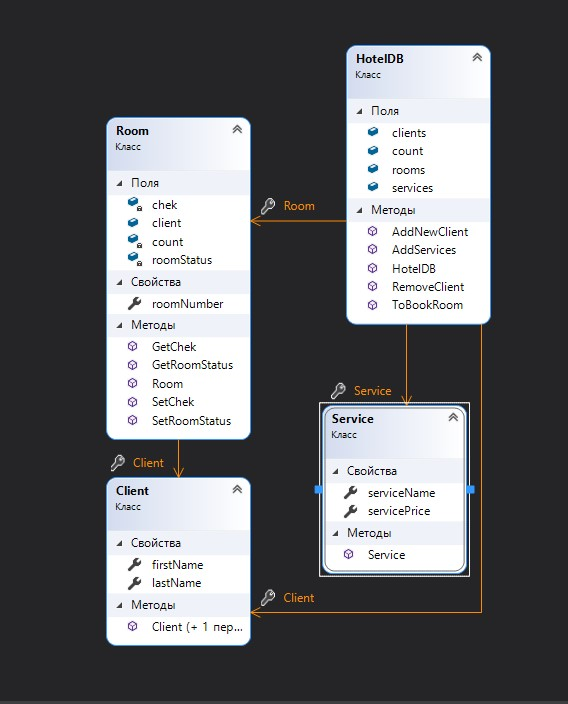 HotelDB
Класс
Поля
clients
count
rooms
services
Методы
AddNewClient
AddServices
HotelDB
RemoveClient
ToBookRoom
Room
Room
Класс
Поля
chek
client
count
roomStatus
Свойства
roomNumber
Методы
GetChek
GetRoomStatus
Room
SetChek
SetRoomStatus
Service
Service
Класс
Свойства
serviceName
servicePrice
Методы
Service
Client
Client
Класс
Свойства
firstName
lastName
Методы
Client (+ 1 пер...
Client